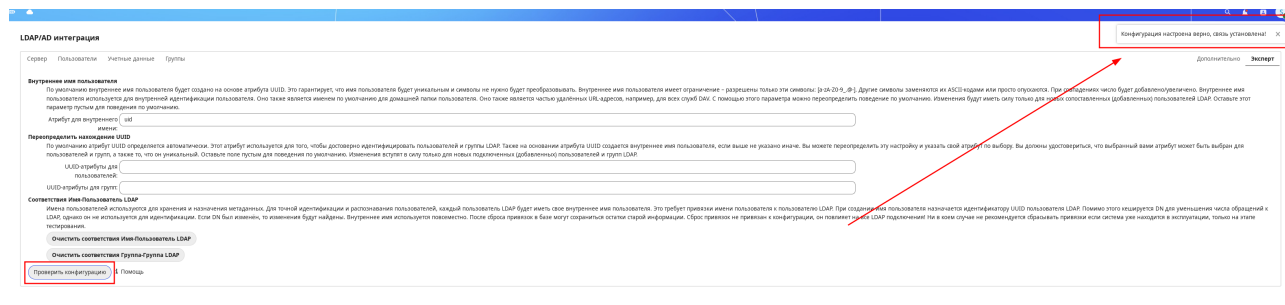 Конфигурация настроена верно, связь установлена! ×
LDAP/AD интеграция
Сервер Пользователи Учетные данные Группы Дополнительно Эксперт
Внутреннее имя пользователя
По умолчанию внутреннее имя пользователя будет создано на основе атрибута UUID. Это гарантирует, что имя пользователя будет уникальным и символы не нужно будет преобразовывать. Внутреннее имя пользователя имеет ограничение – разрешены только эти символы: [a-zA-Z0-9_.@-]. Другие символы заменяются их ASCII-кодами или просто опускаются. При совпадениях число будет добавлено/увеличено. Внутреннее имя
пользователя используется для внутренней идентификации пользователя. Оно также является именем по умолчанию для домашней папки пользователя. Оно также является частью удалённых URL-адресов, например, для всех служб DAV. С помощью этого параметра можно переопределить поведение по умолчанию. Изменения будут иметь силу только для новых сопоставленных (добавленных) пользователей LDAP. Оставьте этот
параметр пустым для поведения по умолчанию.
Атрибут для внутреннего uid
имени:
Переопределить нахождение UUID
По умолчанию атрибут UUID определяется автоматически. Этот атрибут используется для того, чтобы достоверно идентифицировать пользователей и группы LDAP. Также на основании атрибута UUID создается внутреннее имя пользователя, если выше не указано иначе. Вы можете переопределить эту настройку и указать свой атрибут по выбору. Вы должны удостовериться, что выбранный вами атрибут может быть выбран для
пользователей и групп, а также то, что он уникальный. Оставьте поле пустым для поведения по умолчанию. Изменения вступят в силу только для новых подключенных (добавленных) пользователей и групп LDAP.
UUID-атрибуты для
пользователей:
UUID-атрибуты для групп:
Соответствия Имя-Пользователь LDAP
Имена пользователей используются для хранения и назначения метаданных. Для точной идентификации и распознавания пользователей, каждый пользователь LDAP будет иметь свое внутреннее имя пользователя. Это требует привязки имени пользователя к пользователю LDAP. При создании имя пользователя назначается идентификатору UUID пользователя LDAP. Помимо этого кешируется DN для уменьшения числа обращений к
LDAP, однако он не используется для идентификации. Если DN был изменён, то изменения будут найдены. Внутреннее имя используется повсеместно. После сброса привязок в базе могут сохраниться остатки старой информации. Сброс привязок не привязан к конфигурации, он повлияет на все LDAP подключения! Ни в коем случае не рекомендуется сбрасывать привязки если система уже находится в эксплуатации, только на этапе
тестирования.
Очистить соответствия Имя-Пользователь LDAP
Очистить соответствия Группа-Группа LDAP
Проверить конфигурацию i Помощь